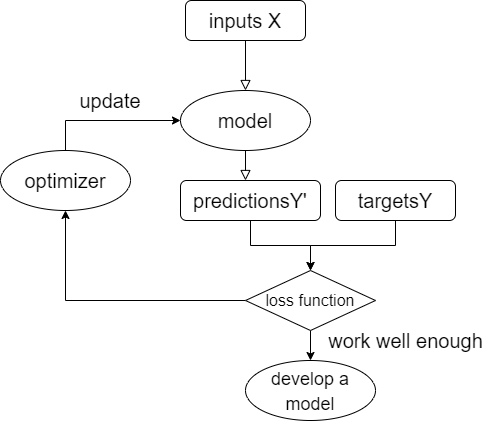 inputs X
update
model
optimizer
predictionsY'
targetsY
loss function
work well enough
develop a
model